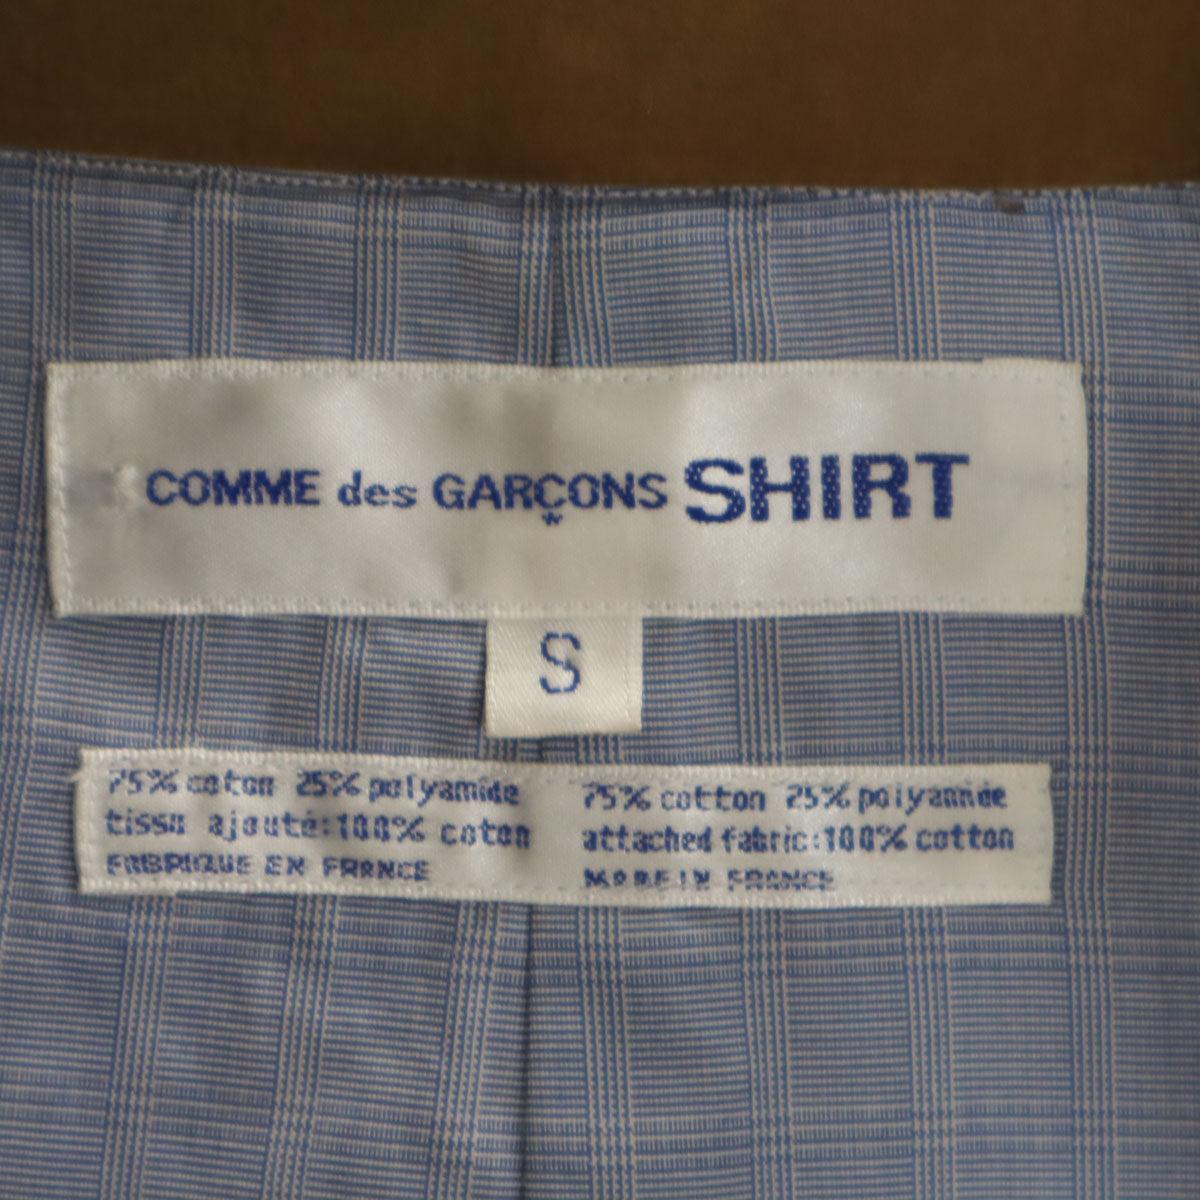 COMME des GARÇONS SHIRT
S
75% coton 25% polyamide
tissu ajouté:100% coton
FABRIQUE EN FRANCE
75% cotton 25% polyamide
attached fabric:100% cotton
MADE IN FRANCE